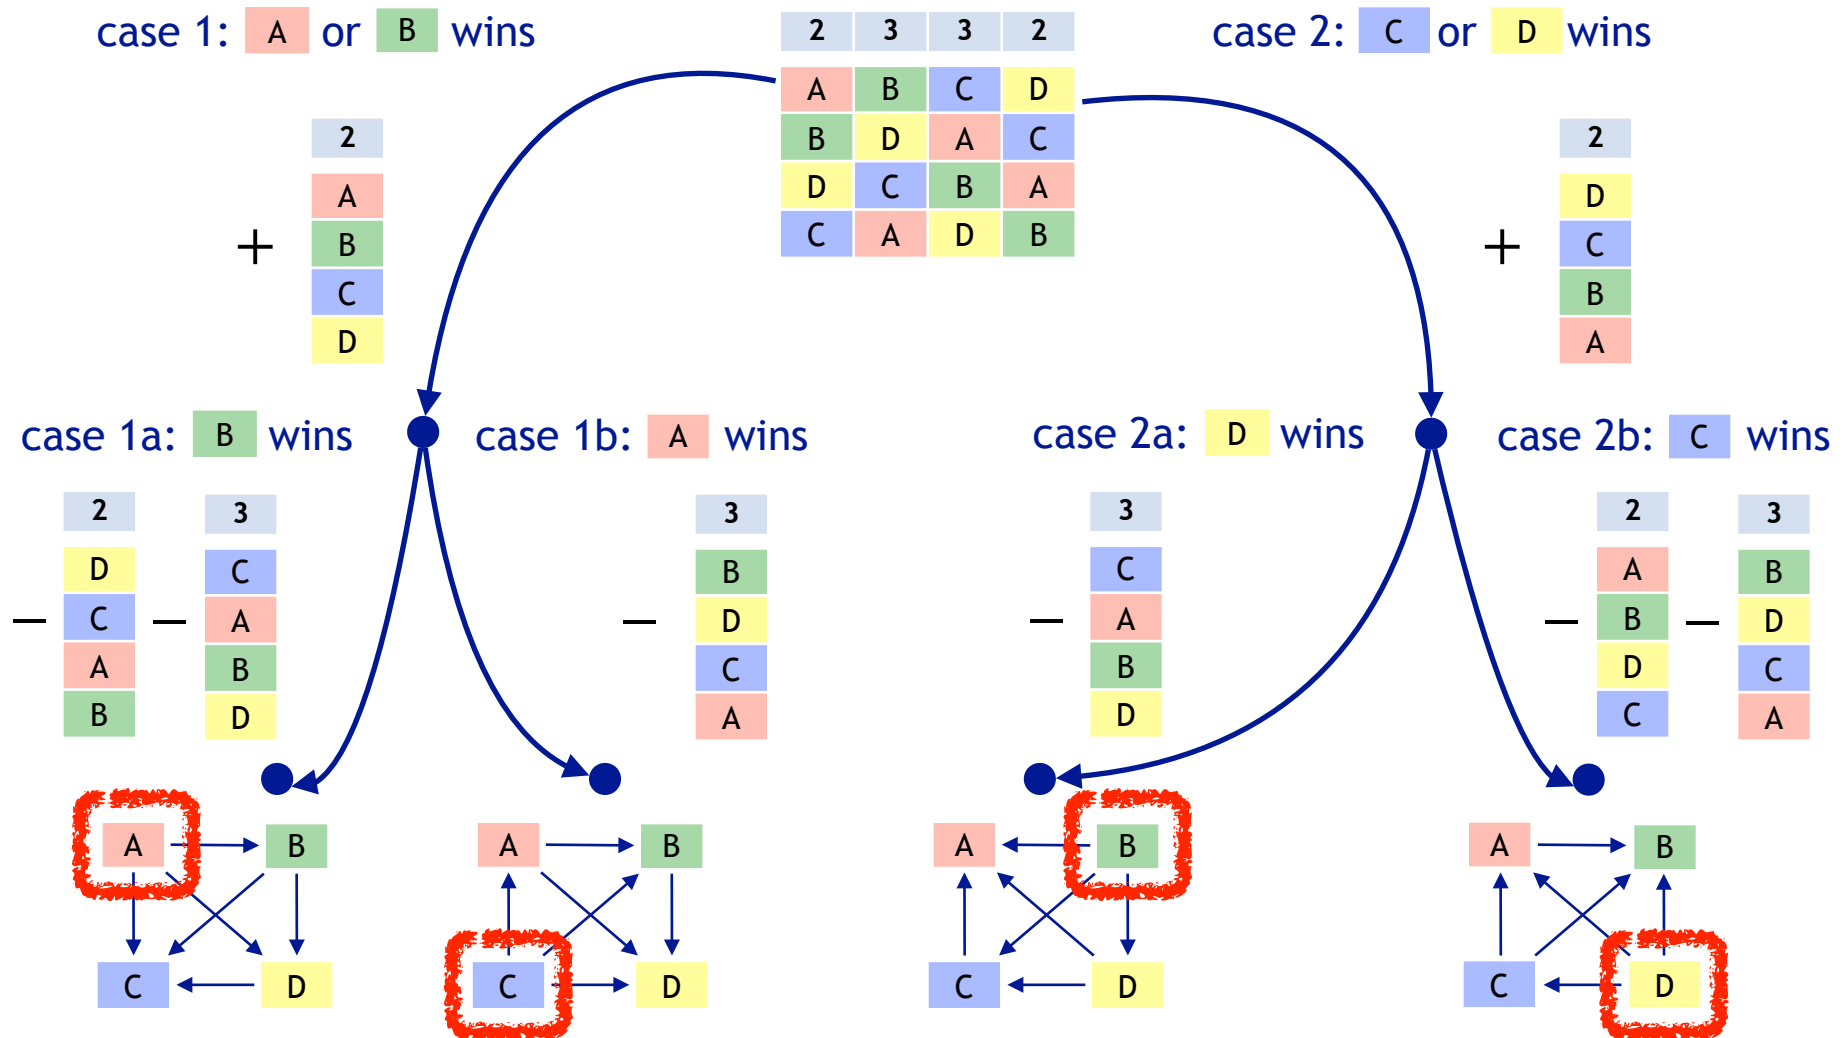 case 1: A or B wins
2 3 3 2
A B C D
B D A C
D C B A
C A D B
case 2: C or D wins
+
2
A
B
C
D
+
2
D
C
B
A
case 1a: B wins
case 1b: A wins
case 2a: D wins
case 2b: C wins
−
2
D
C
A
B
−
3
C
A
B
D
−
3
B
D
C
A
−
3
C
A
B
D
−
2
A
B
D
C
−
3
B
D
C
A
A B
C D
A B
C D
A B
C D
A B
C D